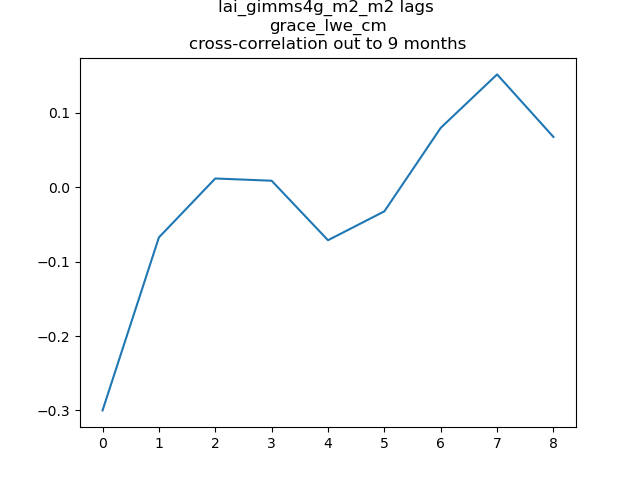 lai_gimms4g_m2_m2 lags
grace_lwe_cm
cross-correlation out to 9 months
0.1
0.0
−0.1
−0.2
−0.3
0 1 2 3 4 5 6 7 8